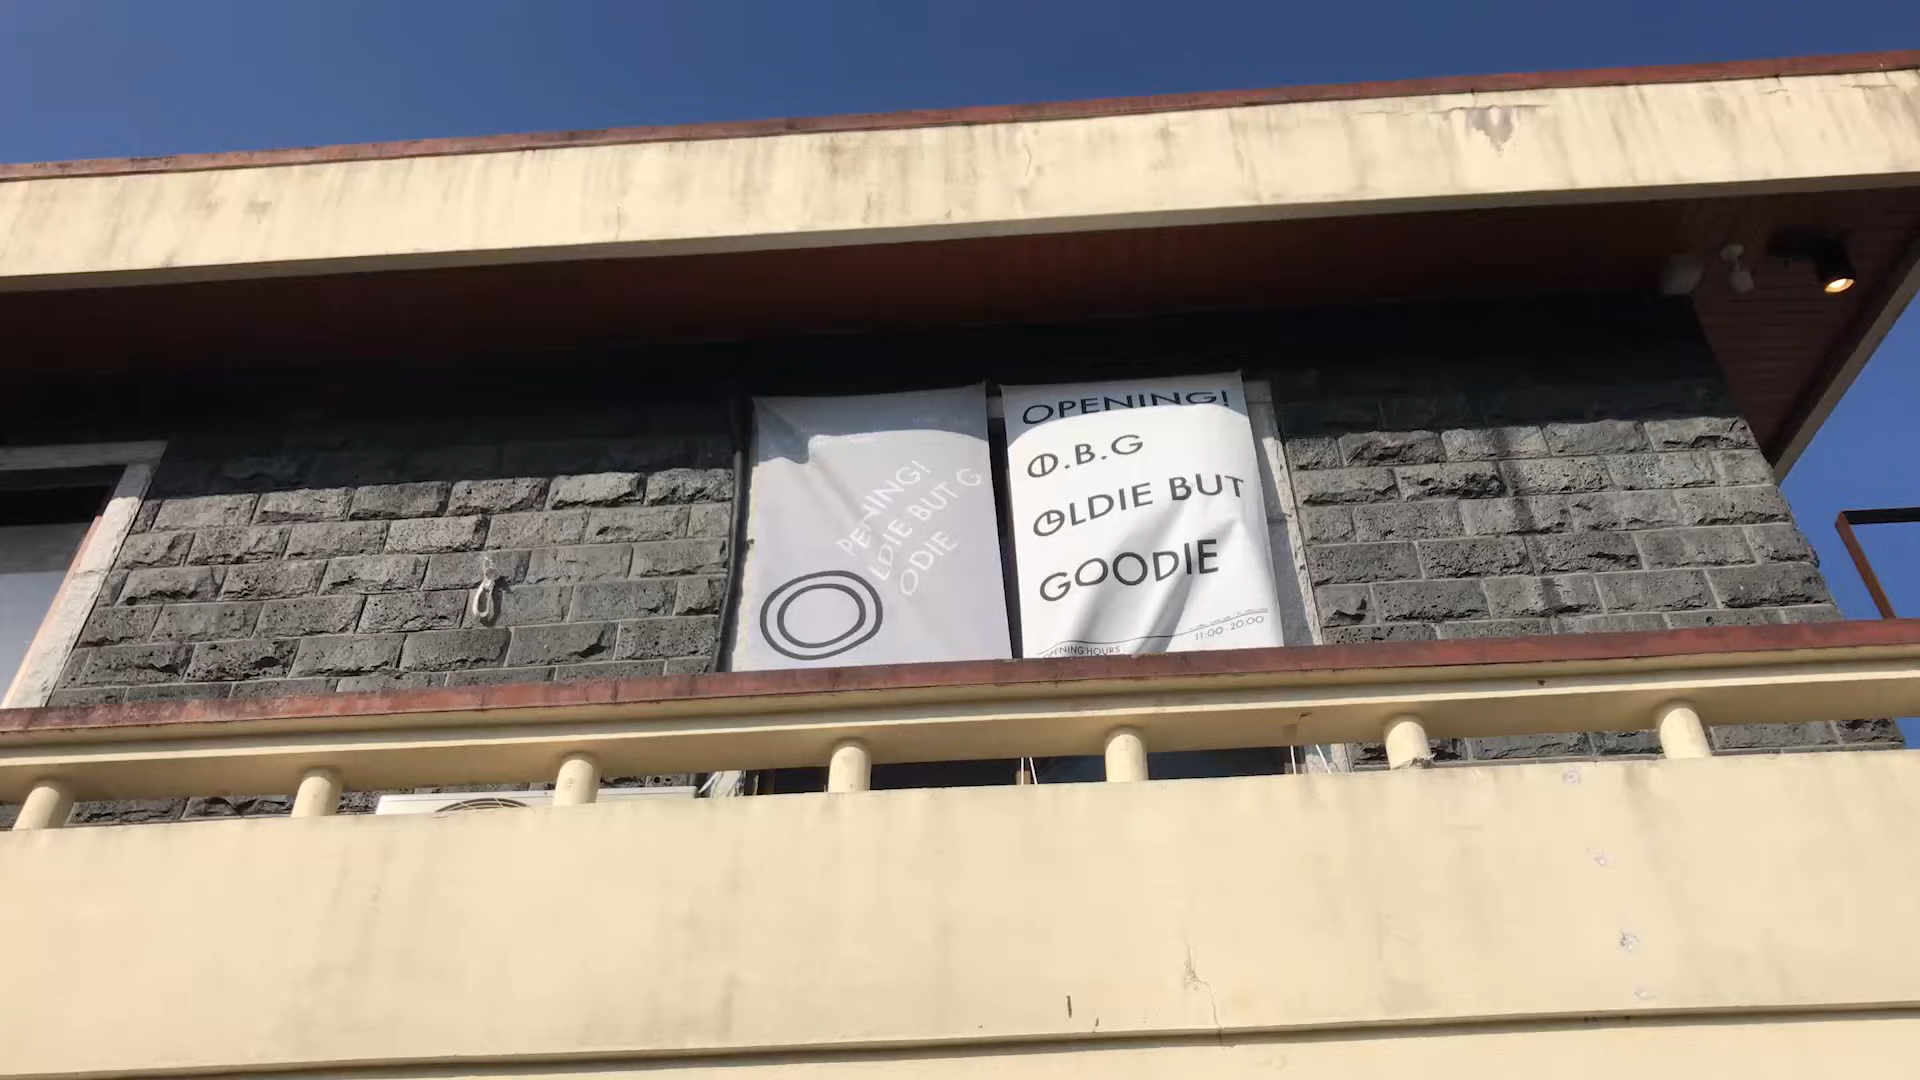 PENING!
LDIE BUT G
ODIE
OPENING!
O.B.G
OLDIE BUT
GOODIE
OPENING HOURS
11:00-20:00